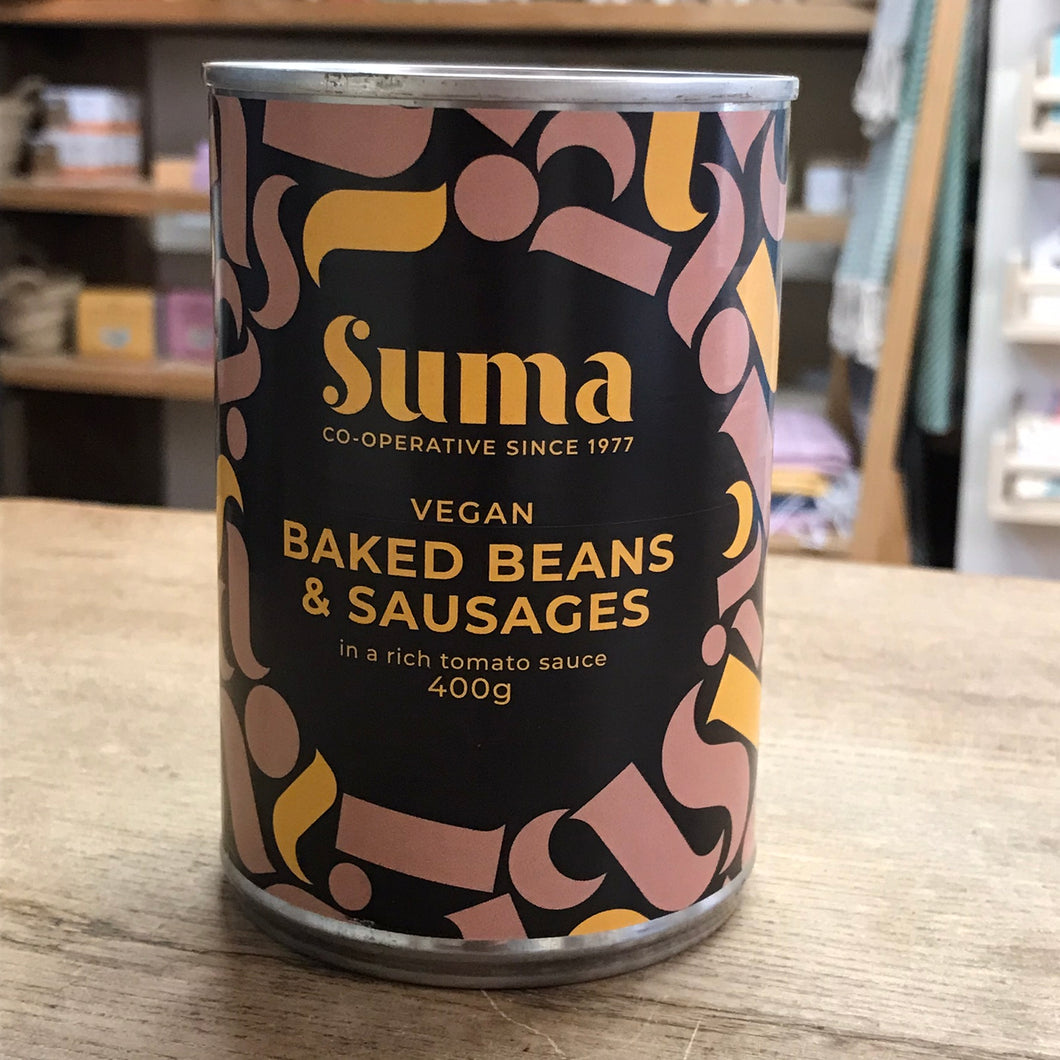 Suma
CO-OPERATIVE SINCE 1977
VEGAN
BAKED BEANS
& SAUSAGES
in a rich tomato sauce
400g